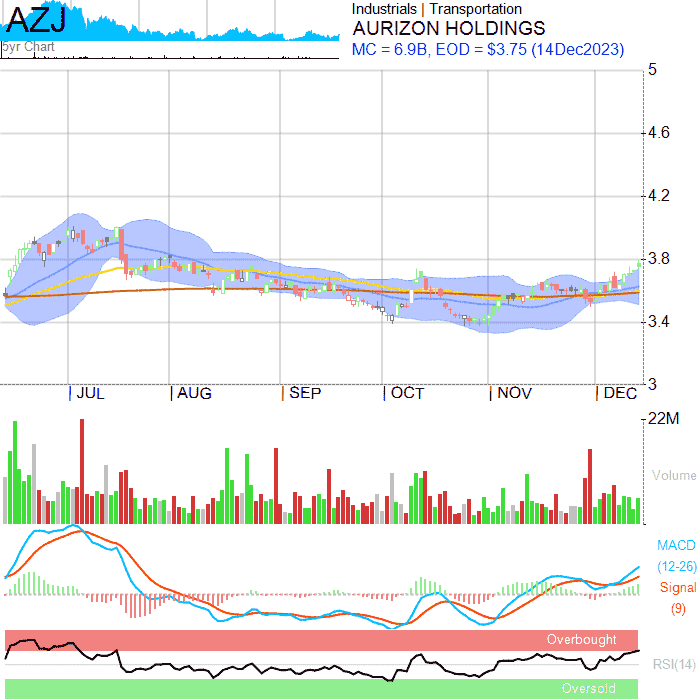 AZJ
5yr Chart
Industrials | Transportation
AURIZON HOLDINGS
MC = 6.9B, EOD = $3.75 (14Dec2023)
5
4.6
4.2
3.8
3.4
3
JUL AUG SEP OCT NOV DEC
22M
Volume
MACD
(12-26)
Signal
(9)
Overbought
RSI(14)
Oversold